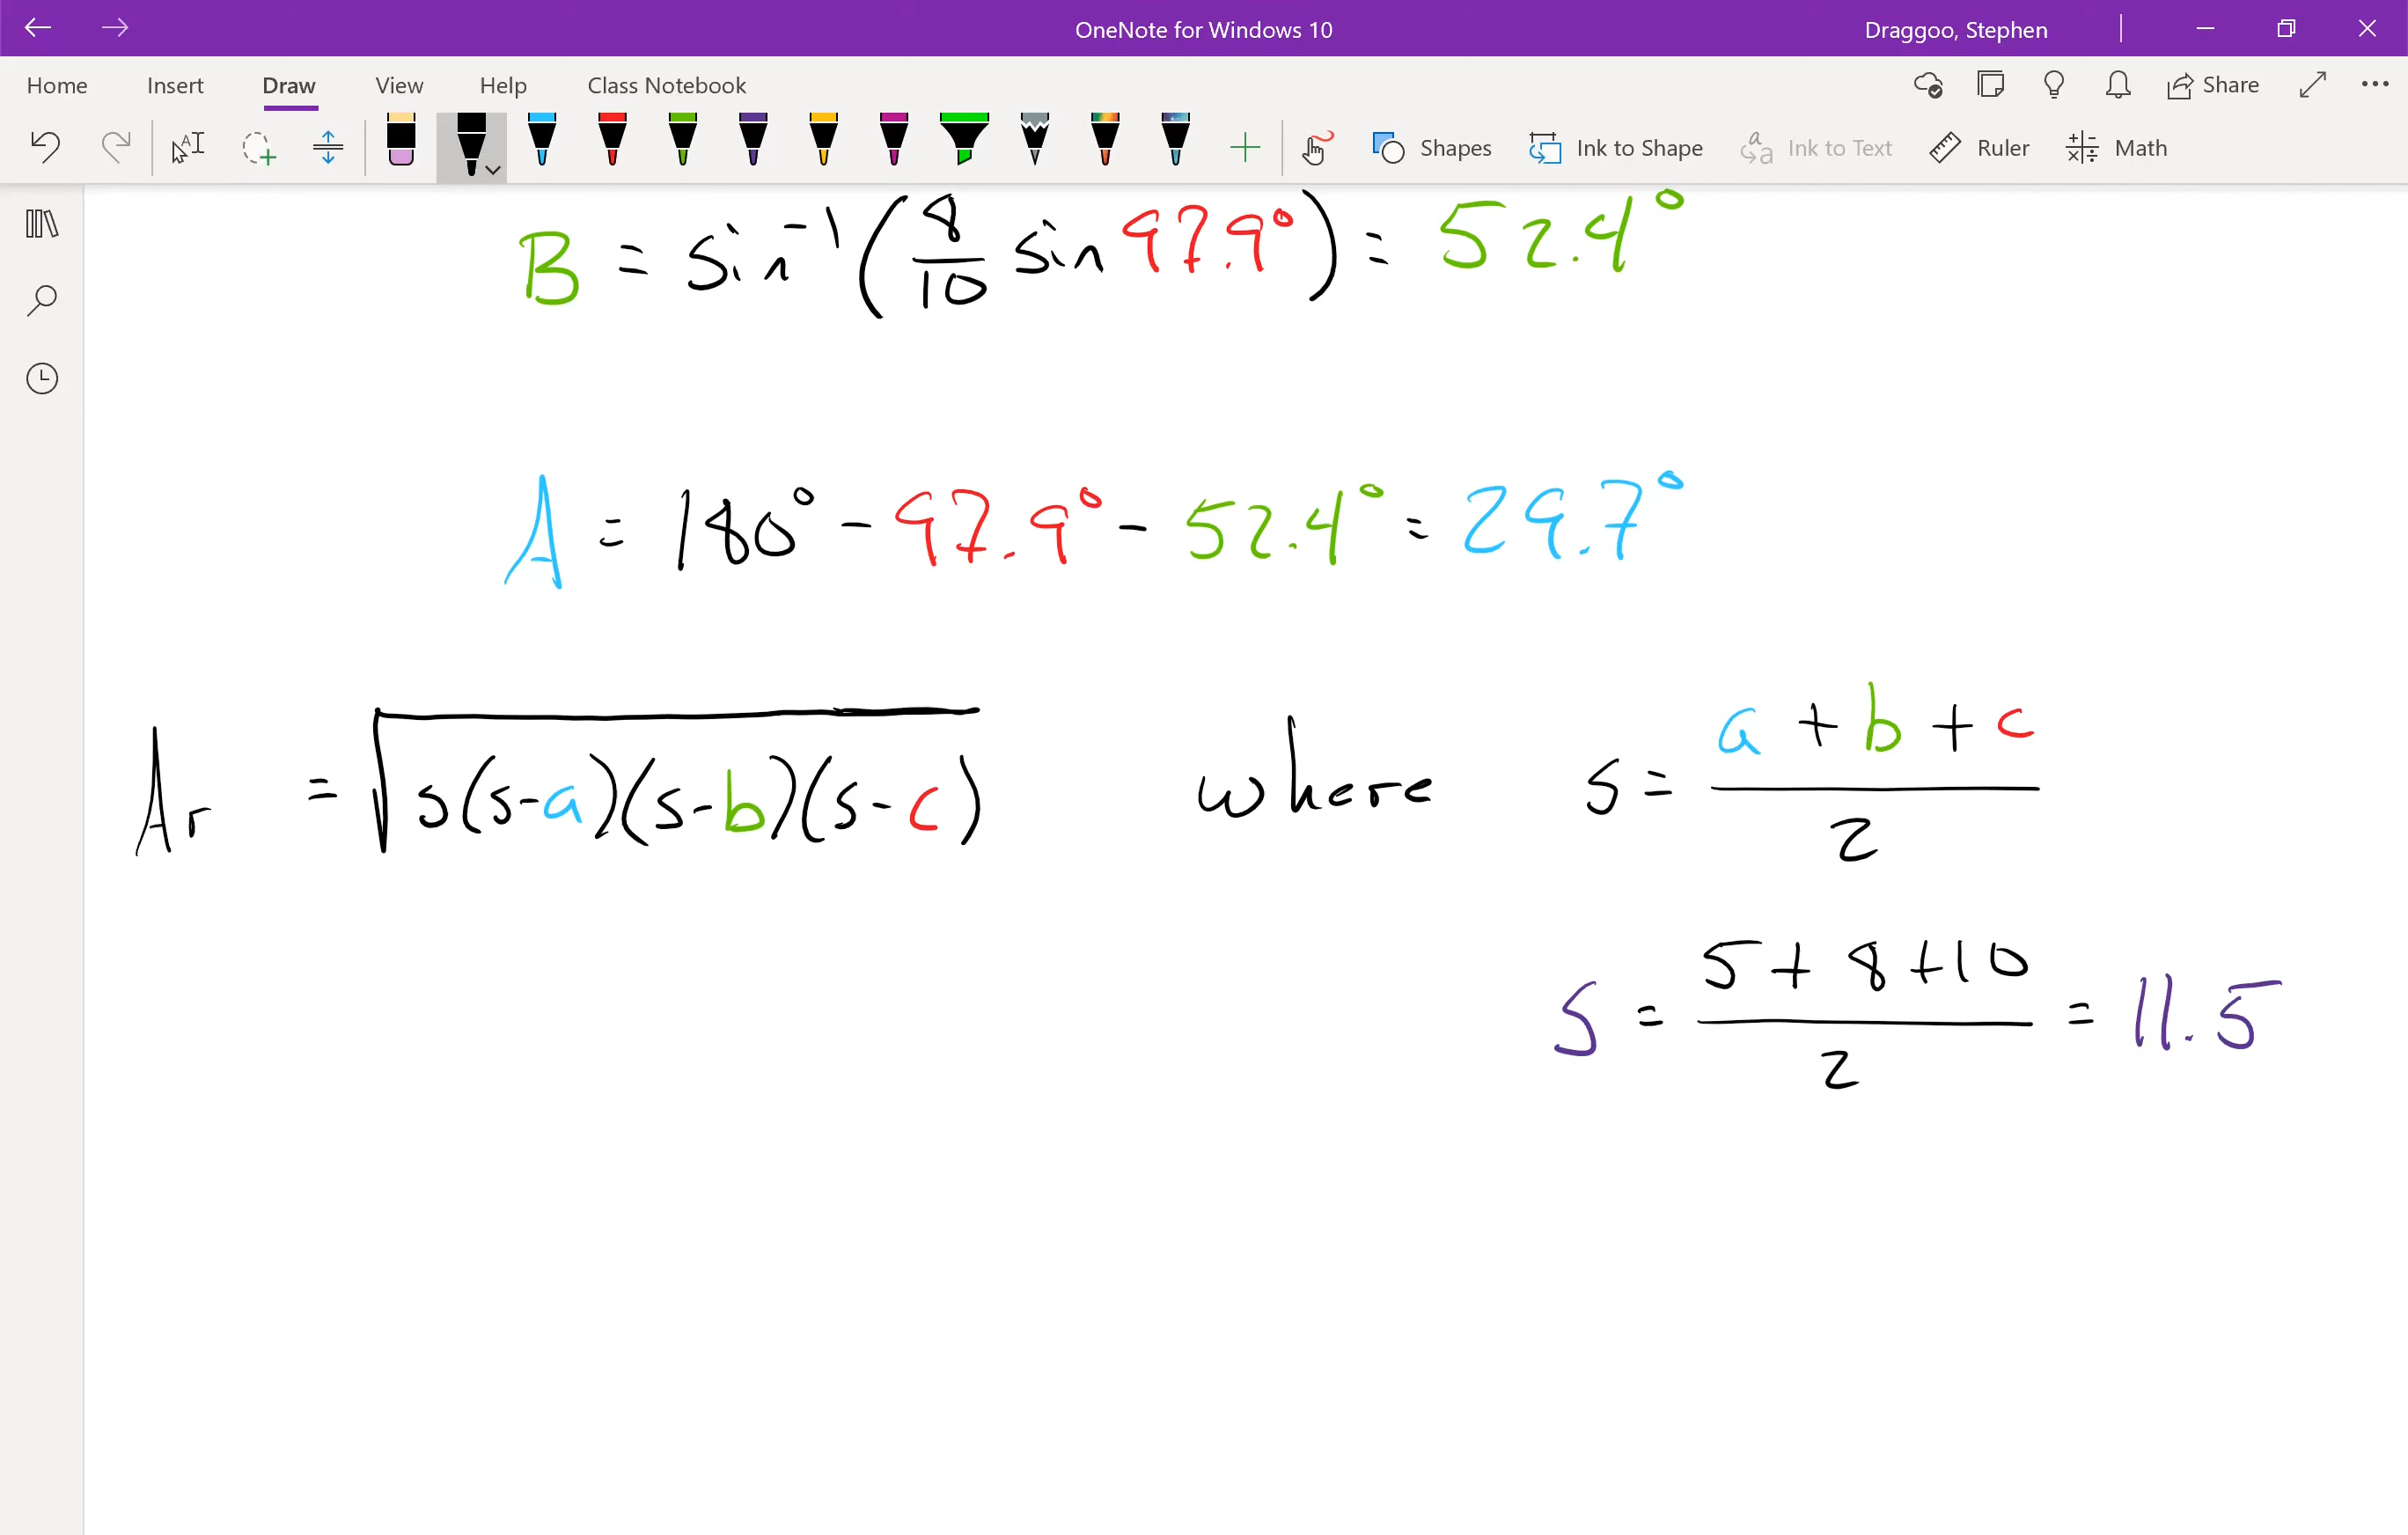 OneNote for Windows 10
Draggoo, Stephen
Home Insert Draw View Help Class Notebook Share
Shapes Ink to Shape Ink to Text Ruler Math
B = sin⁻¹(8/10 sin 97.9°) = 52.4°
A = 180° - 97.9° - 52.4° = 29.7°
Ar = √s(s-a)(s-b)(s-c) where s = a+b+c/2
S = 5+8+10/2 = 11.5